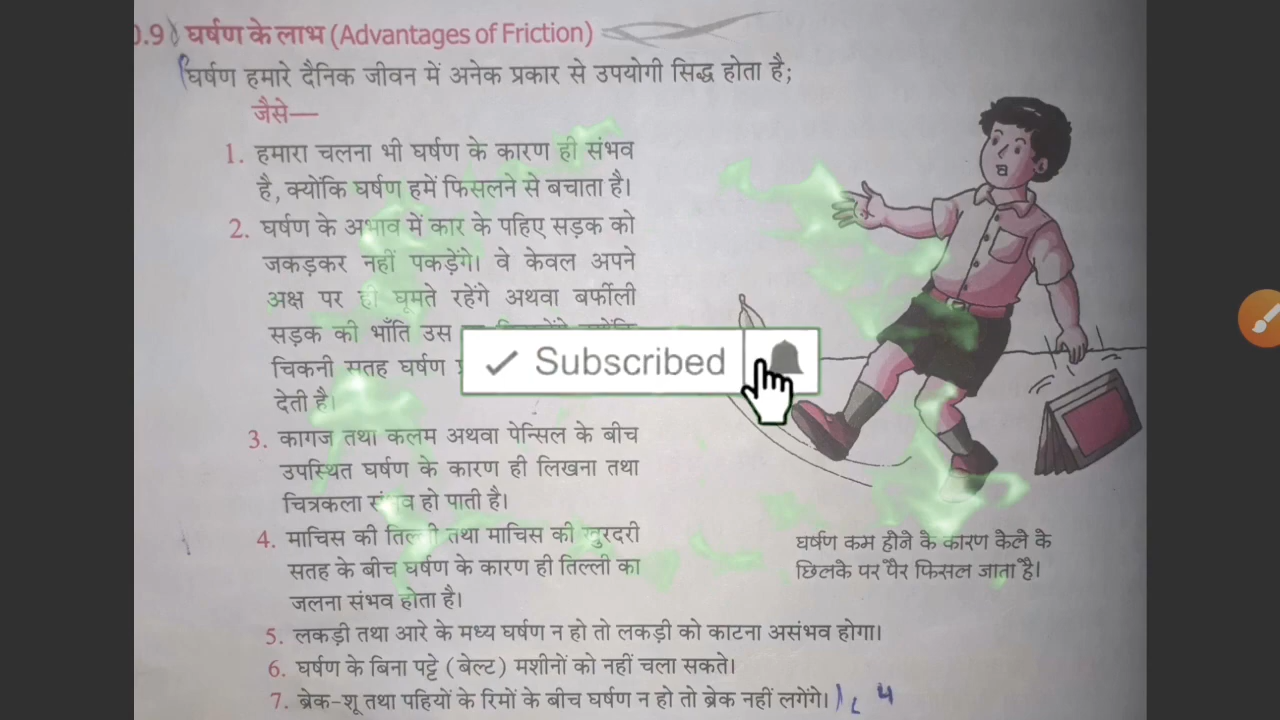 0.9 घर्षण के लाभ (Advantages of Friction)
घर्षण हमारे दैनिक जीवन में अनेक प्रकार से उपयोगी सिद्ध होता है;
जैसे—
1. हमारा चलना भी घर्षण के कारण ही संभव
है, क्योंकि घर्षण हमें फिसलने से बचाता है।
2. घर्षण के अभाव में कार के पहिए सड़क को
जकड़कर नहीं पकड़ेंगे। वे केवल अपने
अक्ष पर ही घूमते रहेंगे अथवा बर्फीली
सड़क की भाँति उस
चिकनी सतह घर्षण
देती है।
3. कागज तथा कलम अथवा पेन्सिल के बीच
उपस्थित घर्षण के कारण ही लिखना तथा
चित्रकला संभव हो पाती है।
4. माचिस की तिल्ली तथा माचिस की खुरदरी
सतह के बीच घर्षण के कारण ही तिल्ली का
जलना संभव होता है।
घर्षण कम होने के कारण केले के
छिलके पर पैर फिसल जाता है।
5. लकड़ी तथा आरे के मध्य घर्षण न हो तो लकड़ी को काटना असंभव होगा।
6. घर्षण के बिना पट्टे (बेल्ट) मशीनों को नहीं चला सकते।
7. ब्रेक-शू तथा पहियों के रिमों के बीच घर्षण न हो तो ब्रेक नहीं लगेंगे।
Subscribed